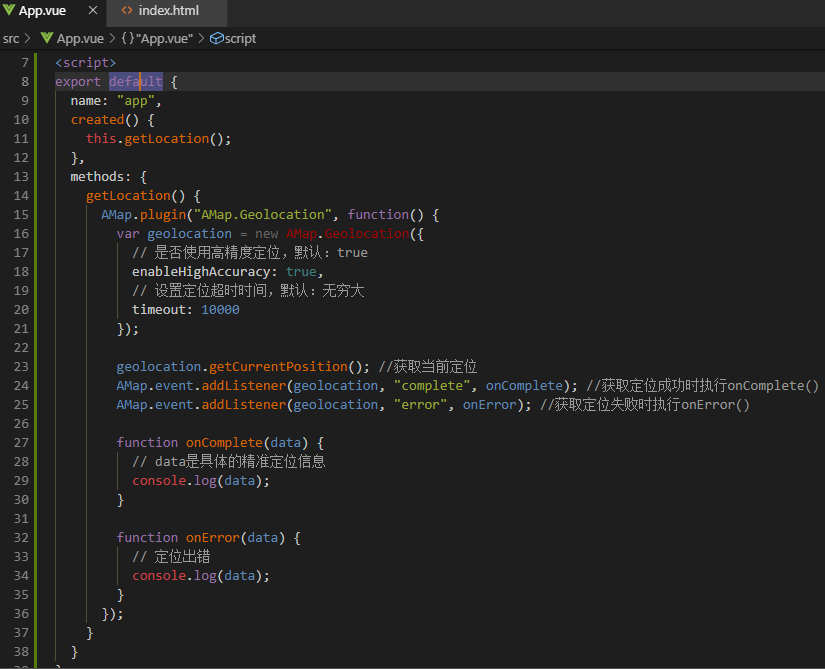 App.vue × <> index.html
src > App.vue > {} "App.vue" > script
7 <script>
8 export default {
9 name: "app",
10 created() {
11 this.getLocation();
12 },
13 methods: {
14 getLocation() {
15 AMap.plugin("AMap.Geolocation", function() {
16 var geolocation = new AMap.Geolocation({
17 // 是否使用高精度定位，默认：true
18 enableHighAccuracy: true,
19 // 设置定位超时时间，默认：无穷大
20 timeout: 10000
21 });
22
23 geolocation.getCurrentPosition(); //获取当前定位
24 AMap.event.addListener(geolocation, "complete", onComplete); //获取定位成功时执行onComplete()
25 AMap.event.addListener(geolocation, "error", onError); //获取定位失败时执行onError()
26
27 function onComplete(data) {
28 // data是具体的精准定位信息
29 console.log(data);
30 }
31
32 function onError(data) {
33 // 定位出错
34 console.log(data);
35 }
36 });
37 }
38 }